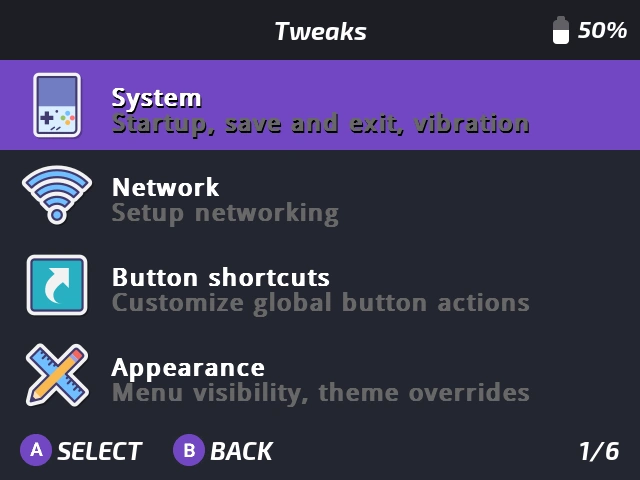 Tweaks
50%
System
Startup, save and exit, vibration
Network
Setup networking
Button shortcuts
Customize global button actions
Appearance
Menu visibility, theme overrides
A SELECT B BACK 1/6